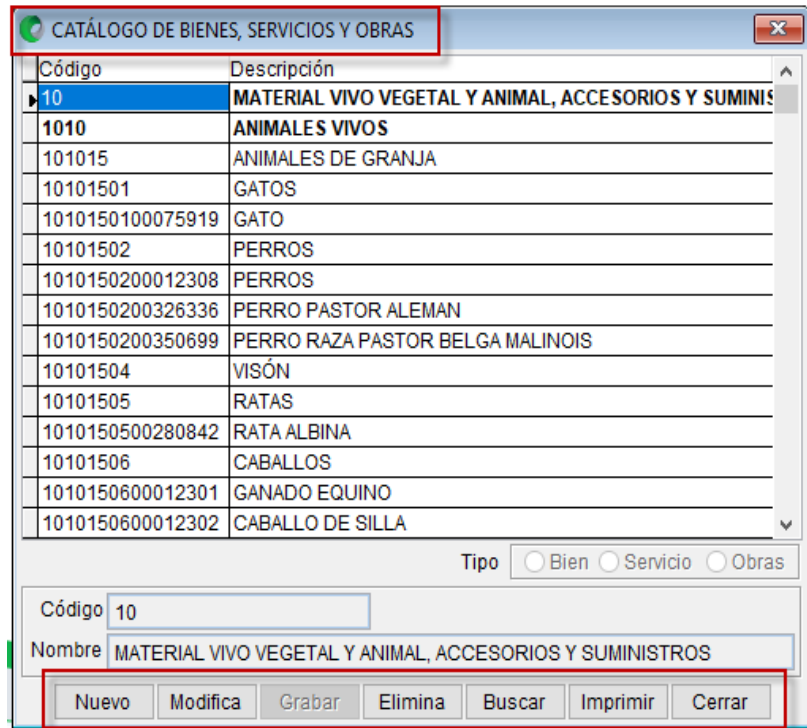 CATÁLOGO DE BIENES, SERVICIOS Y OBRAS
Código Descripción
10 MATERIAL VIVO VEGETAL Y ANIMAL, ACCESORIOS Y SUMINIS
1010 ANIMALES VIVOS
101015 ANIMALES DE GRANJA
10101501 GATOS
1010150100075919 GATO
10101502 PERROS
1010150200012308 PERROS
1010150200326336 PERRO PASTOR ALEMAN
1010150200350699 PERRO RAZA PASTOR BELGA MALINOIS
10101504 VISÓN
10101505 RATAS
1010150500280842 RATA ALBINA
10101506 CABALLOS
1010150600012301 GANADO EQUINO
1010150600012302 CABALLO DE SILLA
Tipo Bien Servicio Obras
Código 10
Nombre MATERIAL VIVO VEGETAL Y ANIMAL, ACCESORIOS Y SUMINISTROS
Nuevo Modifica Grabar Elimina Buscar Imprimir Cerrar